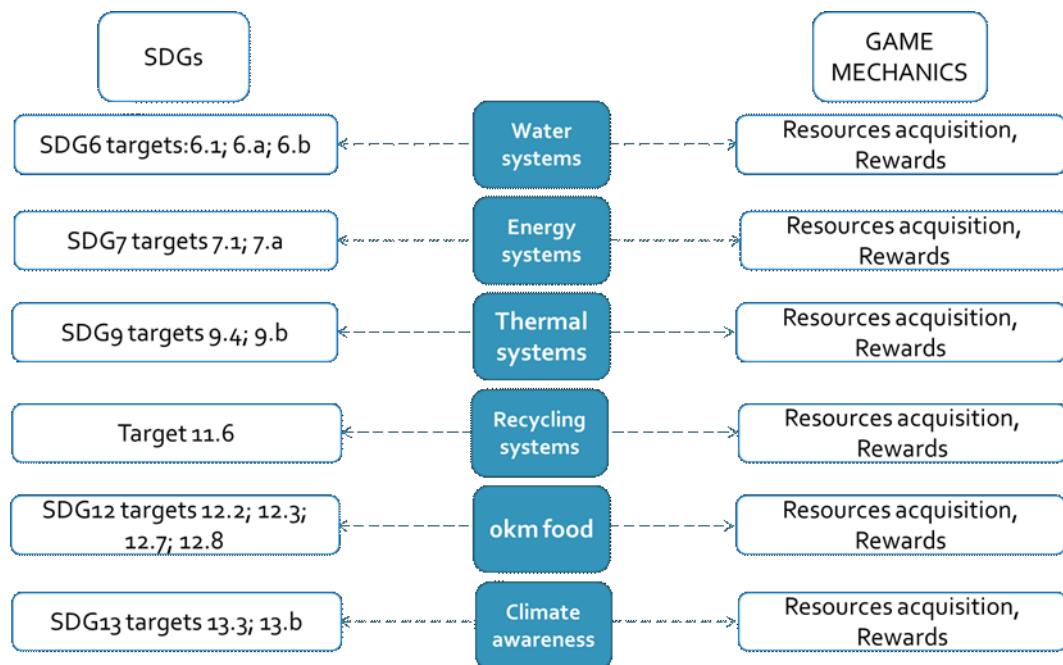 SDGs
GAME
MECHANICS
SDG6 targets:6.1; 6.a; 6.b
Water
systems
Resources acquisition,
Rewards
SDG7 targets 7.1; 7.a
Energy
systems
Resources acquisition,
Rewards
SDG9 targets 9.4; 9.b
Thermal
systems
Resources acquisition,
Rewards
Target 11.6
Recycling
systems
Resources acquisition,
Rewards
SDG12 targets 12.2; 12.3;
12.7; 12.8
0km food
Resources acquisition,
Rewards
SDG13 targets 13.3; 13.b
Climate
awareness
Resources acquisition,
Rewards